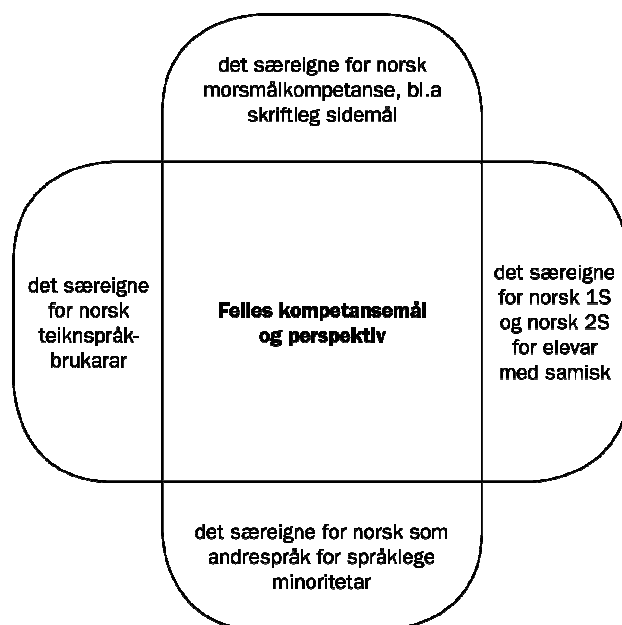 det særeigne for norsk
morsmålkompetanse, bl.a
skriftleg sidemål
det særeigne
for norsk
teiknspråk-
brukarar
Felles kompetansemål
og perspektiv
det særeigne
for norsk 1S
og norsk 2S
for elevar
med samisk
det særeigne for norsk som
andrespråk for språklege
minoritetar